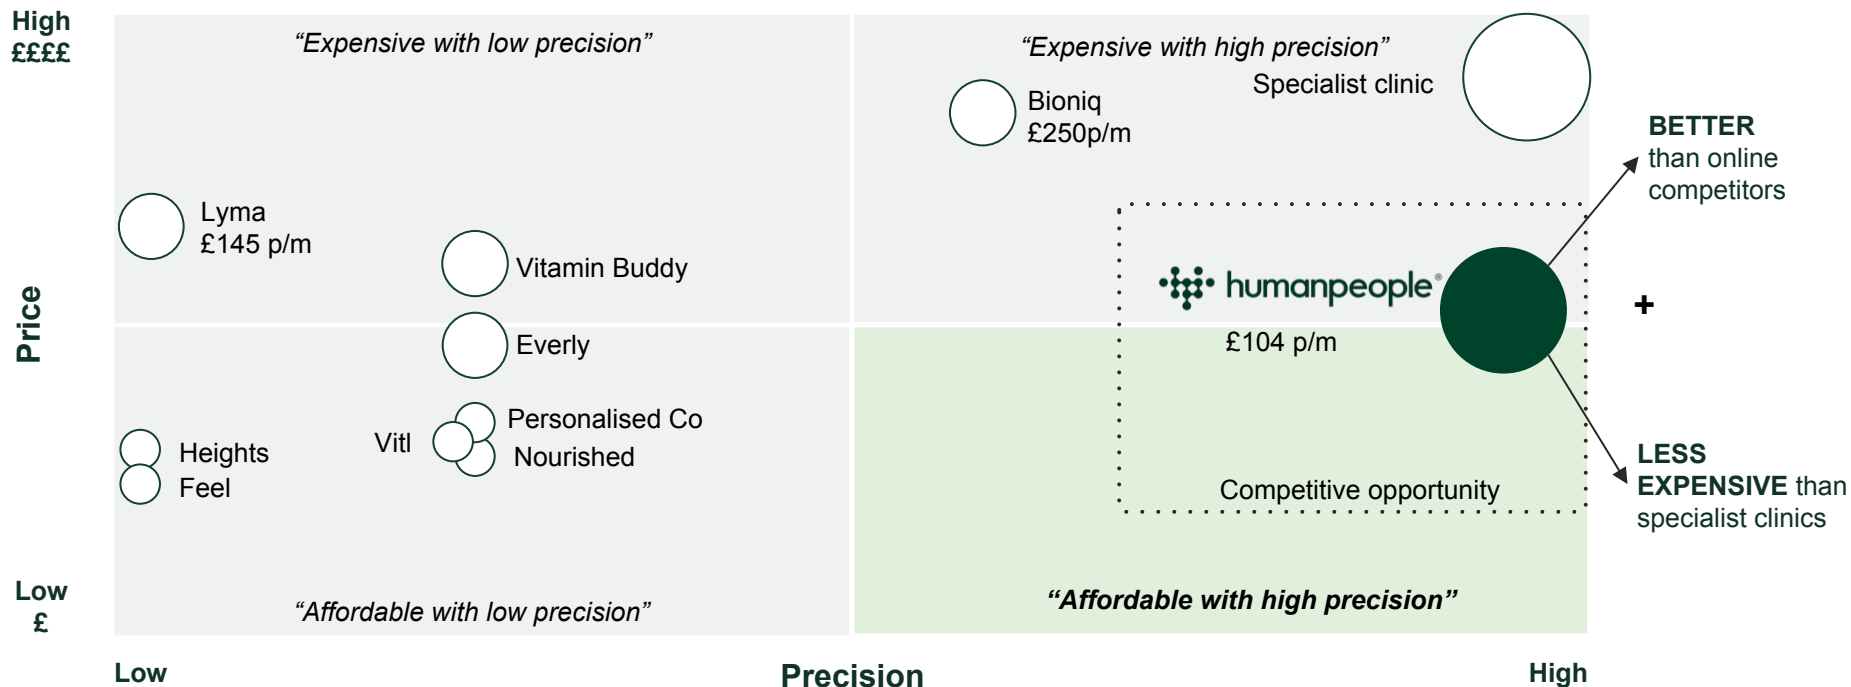 High
££££
“Expensive with low precision”
“Expensive with high precision”
Specialist clinic
Bioniq
£250p/m
BETTER
than online
competitors
Lyma
£145 p/m
Vitamin Buddy
humanpeople®
+
Price
Everly
£104 p/m
Personalised Co
Vitl
Nourished
Heights
Feel
Competitive opportunity
LESS
EXPENSIVE than
specialist clinics
Low
£
“Affordable with low precision”
“Affordable with high precision”
Low
Precision
High